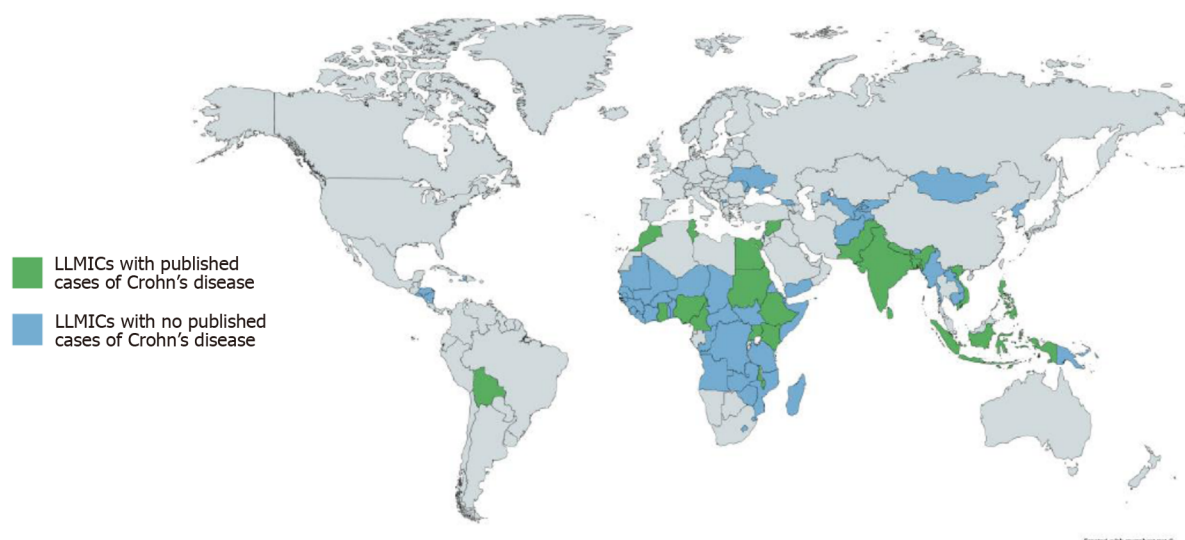 LLMICs with published
cases of Crohn’s disease
LLMICs with no published
cases of Crohn’s disease